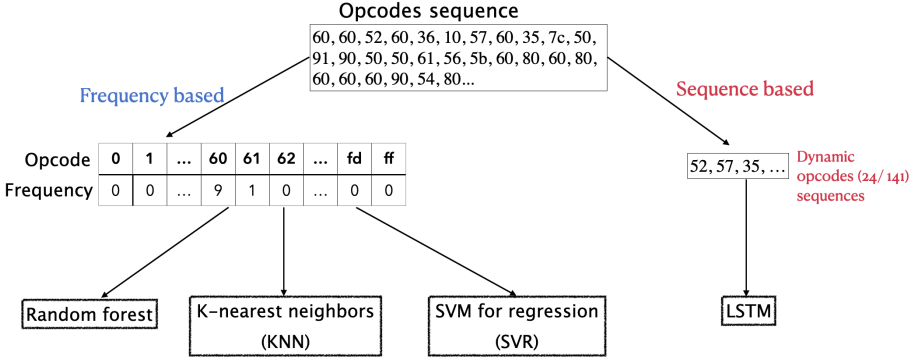 Opcodes sequence
60, 60, 52, 60, 36, 10, 57, 60, 35, 7c, 50,
91, 90, 50, 50, 61, 56, 5b, 60, 80, 60, 80,
60, 60, 60, 90, 54, 80...
Frequency based
Sequence based
Opcode 0 1 ... 60 61 62 ... fd ff
Frequency 0 0 ... 9 1 0 ... 0 0
52, 57, 35, ...
Dynamic
opcodes (24/141)
sequences
Random forest
K-nearest neighbors
(KNN)
SVM for regression
(SVR)
LSTM